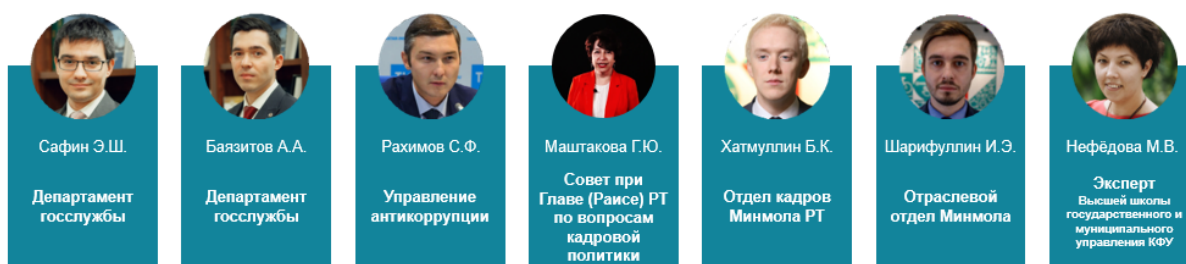 Сафин Э.Ш.
Департамент
госслужбы
Баязитов А.А.
Департамент
госслужбы
Рахимов С.Ф.
Управление
антикоррупции
Маштакова Г.Ю.
Совет при
Главе (Раисе) РТ
по вопросам
кадровой
политики
Хатмуллин Б.К.
Отдел кадров
Минмола РТ
Шарифуллин И.Э.
Отраслевой
отдел Минмола
Нефёдова М.В.
Эксперт
Высшей школы
государственного и
муниципального
управления КФУ